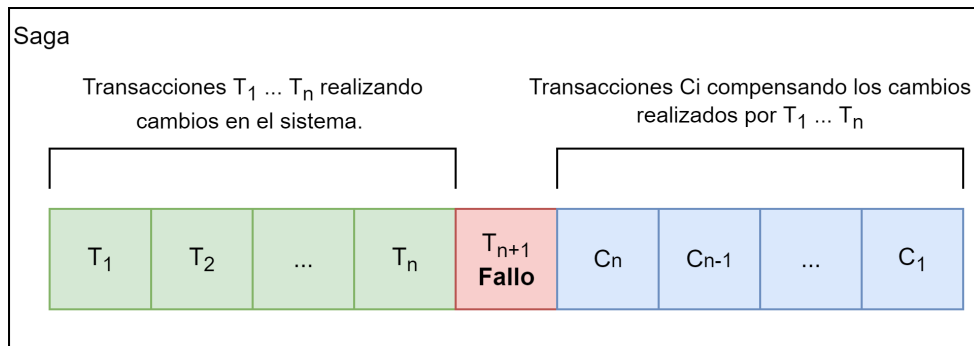 Saga
Transacciones T₁ ... Tₙ realizando
cambios en el sistema.
Transacciones Ci compensando los cambios
realizados por T₁ ... Tₙ
T₁
T₂
...
Tₙ
Tₙ₊₁
Fallo
Cn
Cn-1
...
C₁